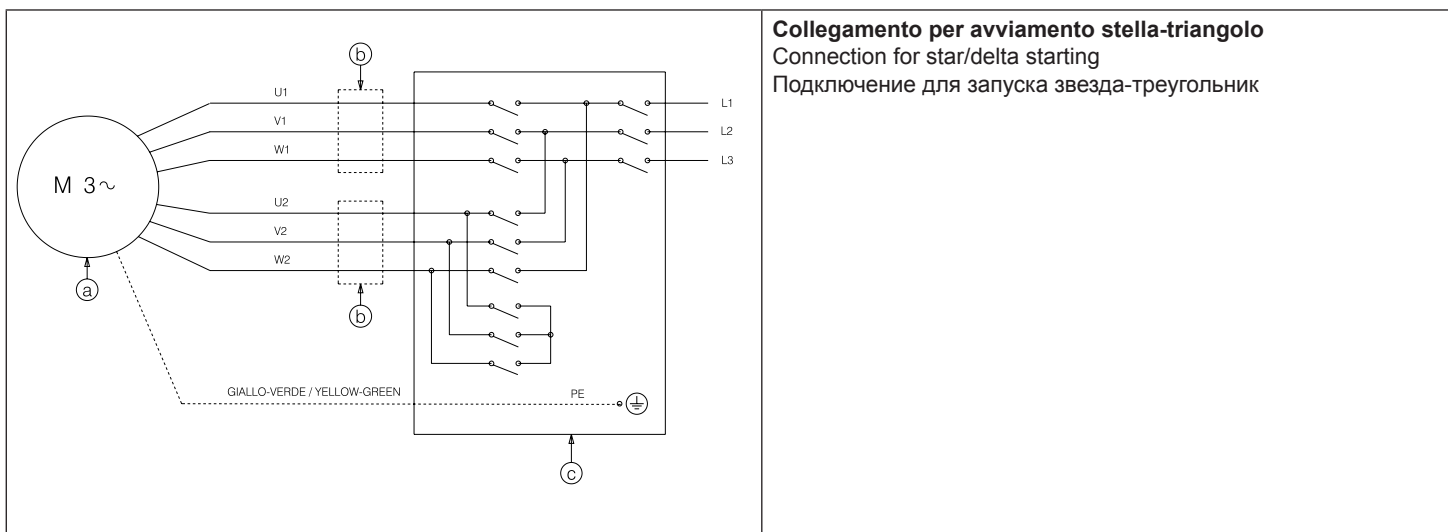 Collegamento per avviamento stella-triangolo
Connection for star/delta starting
Подключение для запуска звезда-треугольник
b
U1
V1
W1
L1
L2
L3
M 3~
U2
V2
W2
a
b
GIALLO-VERDE / YELLOW-GREEN
PE
c